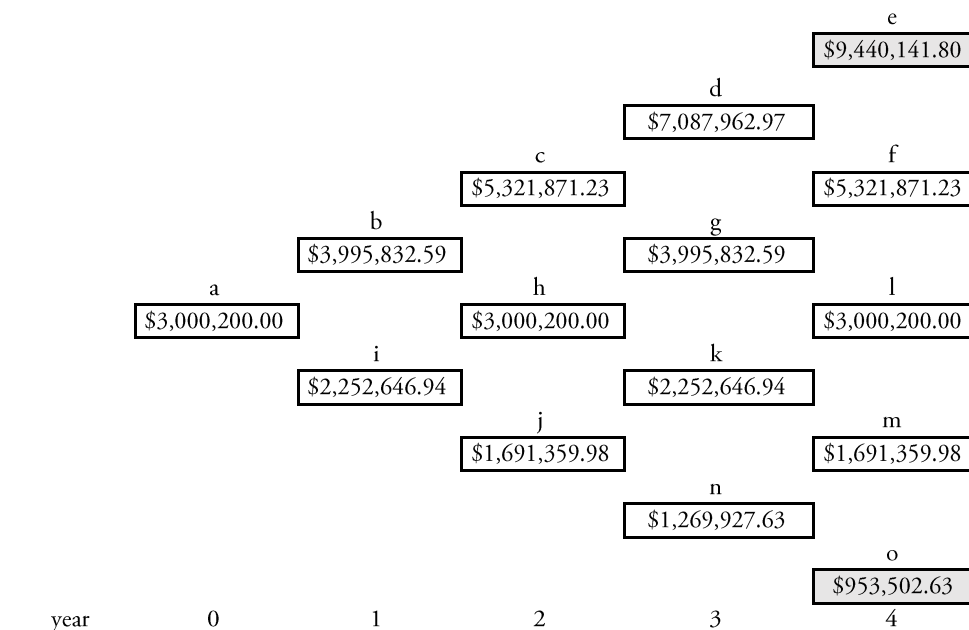 e
$9,440,141.80
d
$7,087,962.97
c f
$5,321,871.23 $5,321,871.23
b g
$3,995,832.59 $3,995,832.59
a h l
$3,000,200.00 $3,000,200.00 $3,000,200.00
i k
$2,252,646.94 $2,252,646.94
j m
$1,691,359.98 $1,691,359.98
n
$1,269,927.63
o
$953,502.63
year 0 1 2 3 4